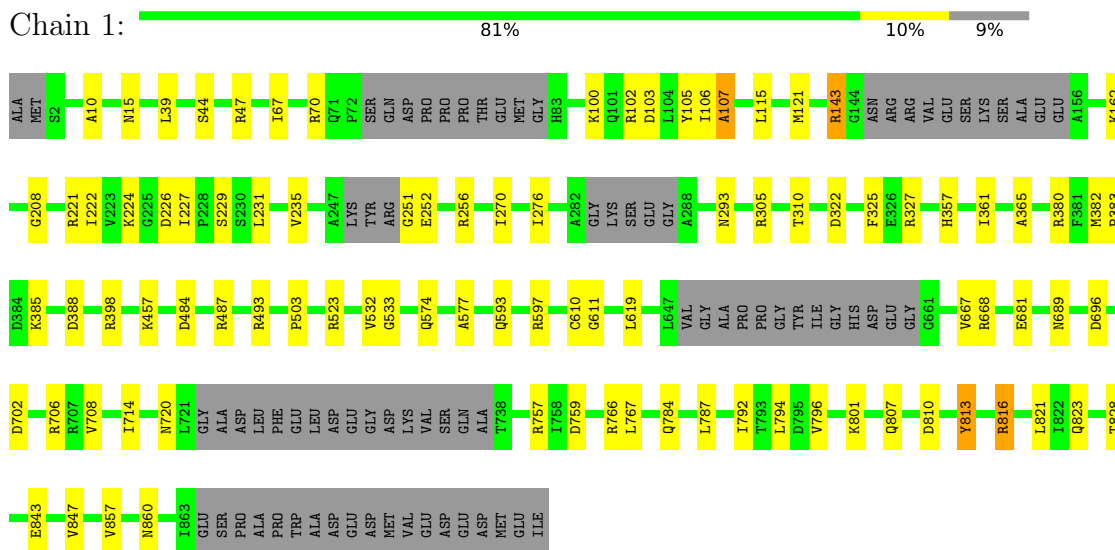 Chain 1:
81% 10% 9%
ALA MET S2 A10 N15 L39 S44 R47 I67 R70 Q71 P72 SER GLN ASP PRO PRO PRO THR GLU MET GLY H83 K100 Q101 R102 D103 L104 Y105 I106 A107 L115 M121 R143 G144 ASN ARG ARG VAL GLU SER LYS SER ALA GLU GLU A156 K162
G208 R221 I222 V223 K224 G225 D226 I227 P228 S229 S230 L231 V235 A247 LYS TYR ARG G251 E252 R256 I270 I276 A282 GLY LYS SER GLU GLY A288 N293 R305 T310 D322 F325 E326 R327 H357 I361 A365 R380 F381 M382
D384 K385 D388 R398 K457 D484 R487 R493 P503 R523 V532 G533 Q574 A577 Q593 R597 C610 G611 L619 L647 VAL GLY ALA PRO PRO GLY TYR ILE GLY HIS ASP GLU GLY G661 V667 R668 E681 N689 D696
D702 R706 R707 V708 I714 N720 L721 GLY ALA ASP LEU PHE GLU LEU ASP GLU GLY ASP LYS VAL SER GLN ALA T738 R757 I758 D759 R766 L767 Q784 L787 I792 T793 L794 D795 V796 K801 Q807 D810 Y813 R816 L821 I822 Q823
E843 V847 V857 N860 I863 GLU SER PRO ALA PRO TRP ALA ASP GLU ASP MET VAL GLU ASP GLU ASP MET GLU ILE